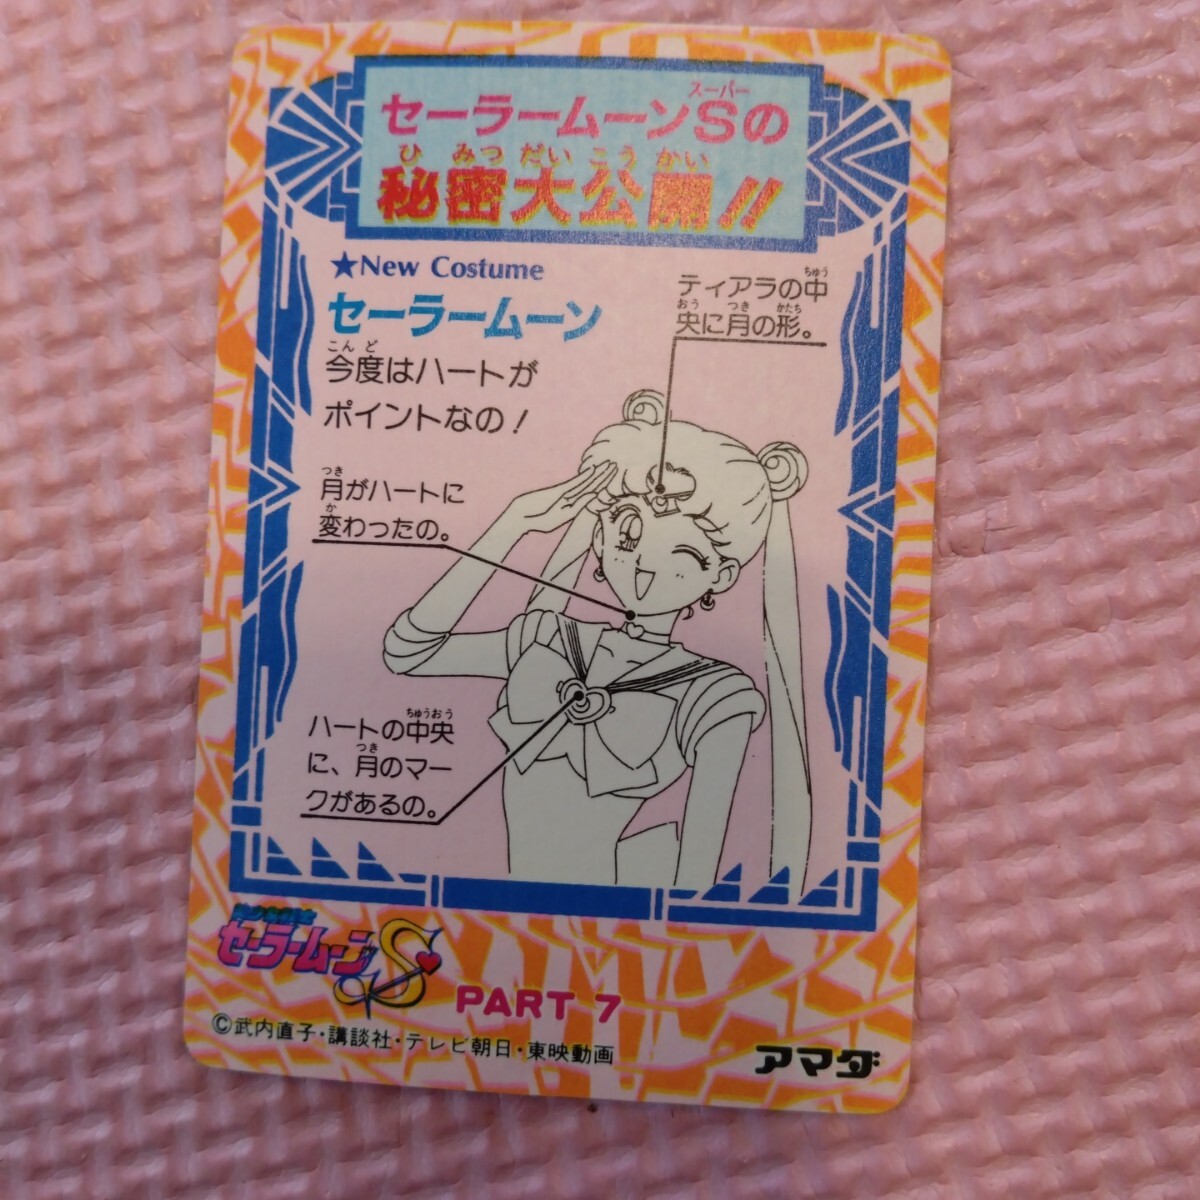 スーパー
セーラームーンSの
ひ みつ だい こう かい
秘密大公開!!
★New Costume
セーラームーン
こん ど
今度はハートが
ポイントなの!
ちゅう
ティアラの中
おう つき かたち
央に月の形。
つき
月がハートに
か
変わったの。
ちゅうおう
ハートの中央
つき
に、月のマー
クがあるの。
美少女戦士
セーラームーンS
PART 7
©武内直子・講談社・テレビ朝日・東映動画
アマダ